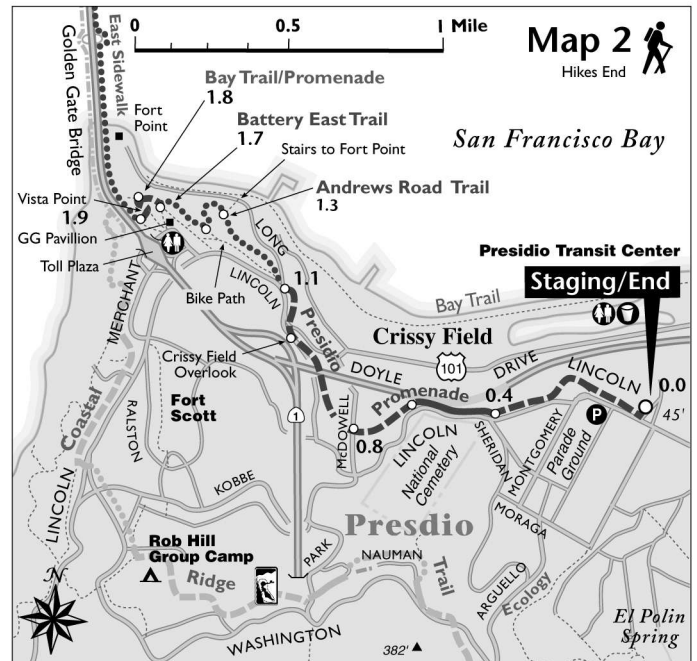 0
0.5
1 Mile
Map 2
Hikes End
East Sidewalk
Golden Gate Bridge
Bay Trail/Promenade
1.8
Fort
Point
Battery East Trail
1.7
San Francisco Bay
Stairs to Fort Point
Andrews Road Trail
1.3
Vista Point
1.9
GG Pavillion
Toll Plaza
LONG
LINCOLN
Bike Path
1.1
Presidio Transit Center
Staging/End
Bay Trail
MERCHANT
Presidio
Crissy Field
101
Crissy Field
Overlook
DOYLE
DRIVE
LINCOLN
0.0
45'
Promenade
0.4
P
1
Coastal
RALSTON
Fort
Scott
McDOWELL
0.8
LINCOLN
National
Cemetery
SHERIDAN
MONTGOMERY
Parade
Ground
LINCOLN
KOBBE
MORAGA
Presdio
PARK
NAUMAN
Rob Hill
Group Camp
Ridge
Trail
ARGUELLO
Ecology
N
WASHINGTON
382'
El Polin
Spring